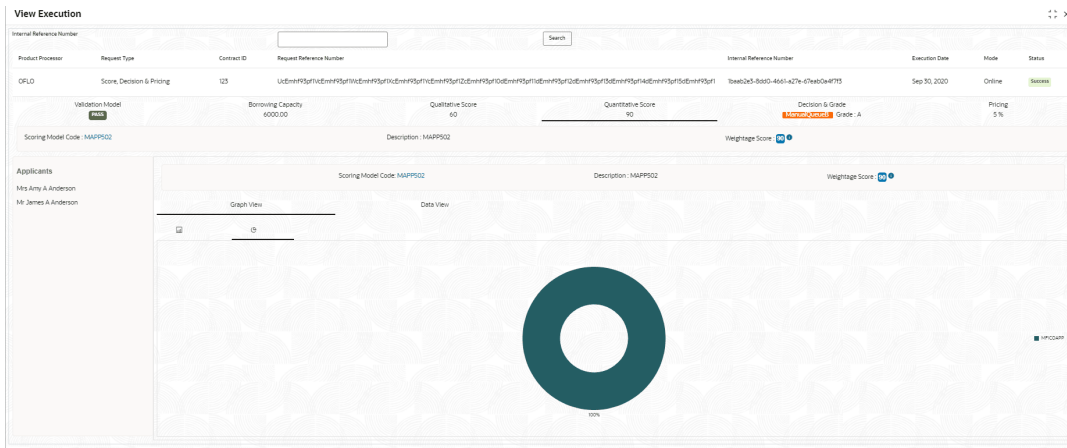 View Execution
Internal Reference Number
Search
Product Processor Request Type Contract ID Request Reference Number Internal Reference Number Execution Date Mode Status
OFLO Score, Decision & Pricing 123 Sep 30, 2020 Online Success
Validation Model Borrowing Capacity Qualitative Score Quantitative Score Decision & Grade Pricing
PASS 6000.00 60 90 Grade : A 5 %
Scoring Model Code : MAPP502 Description : MAPP502 Weightage Score : 90
Applicants
Scoring Model Code: MAPP502 Description : MAPP502 Weightage Score : 90
Mrs Amy A Anderson
Mr James A Anderson
Graph View Data View
MFICOAPP
100%